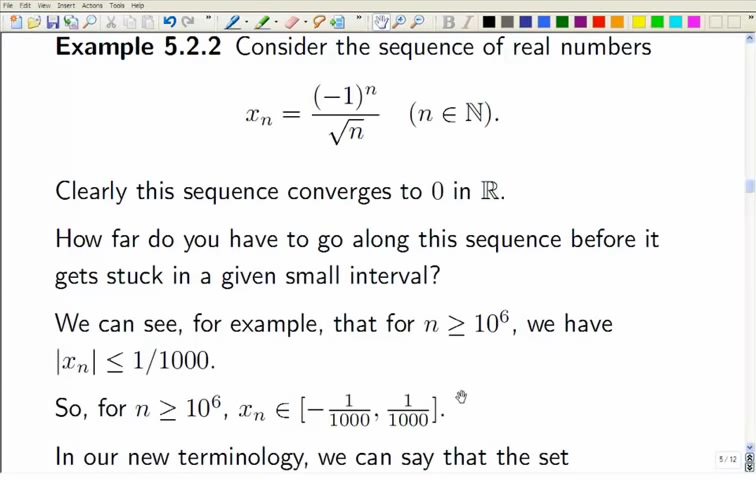 File Edit View Insert Format Tools Help
Example 5.2.2 Consider the sequence of real numbers
xₙ = (−1)ⁿ / √n (n ∈ ℕ).
Clearly this sequence converges to 0 in ℝ.
How far do you have to go along this sequence before it
gets stuck in a given small interval?
We can see, for example, that for n ≥ 10⁶, we have
|xₙ| ≤ 1/1000.
So, for n ≥ 10⁶, xₙ ∈ [−1/1000, 1/1000].
In our new terminology, we can say that the set
5 / 12